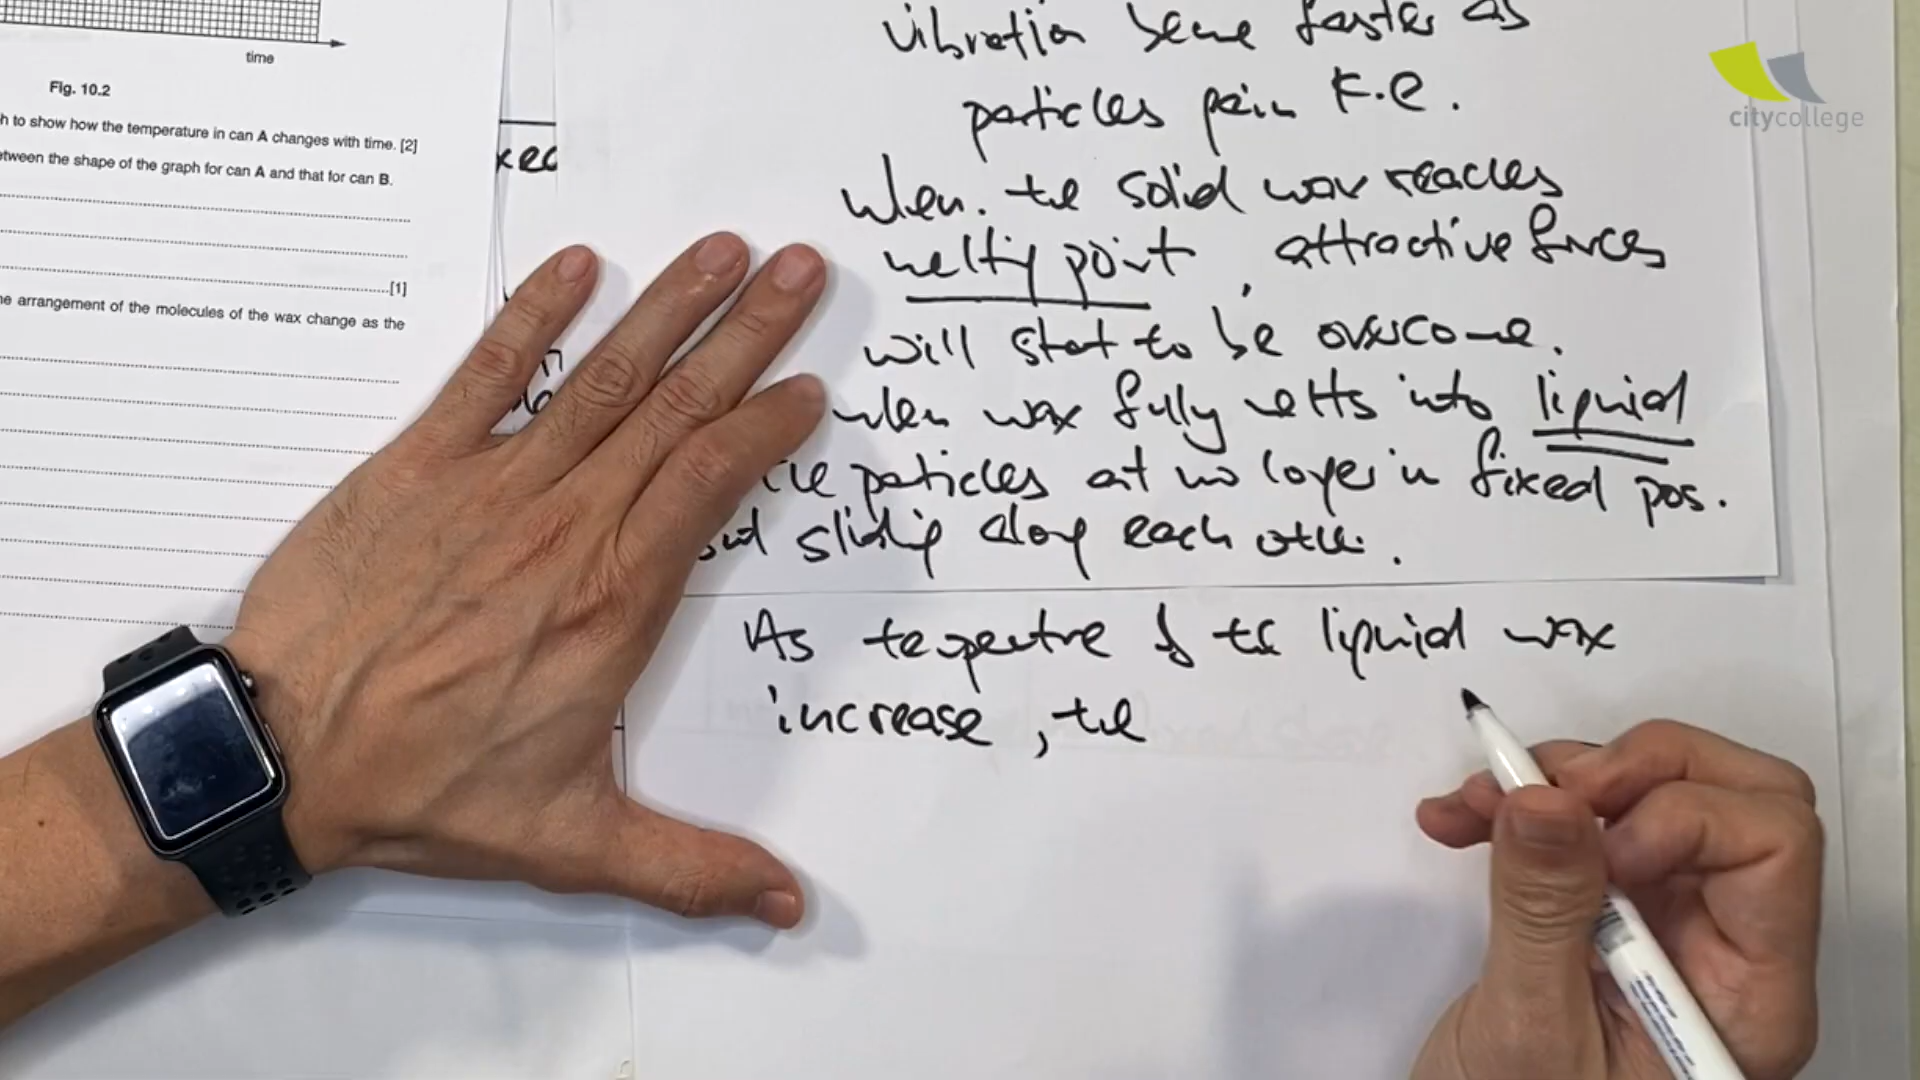 time
Fig. 10.2
h to show how the temperature in can A changes with time. [2]
etween the shape of the graph for can A and that for can B.
[1]
ne arrangement of the molecules of the wax change as the
xed
vibration become faster as
particles gain K.e.
When. the solid wax reaches
melting point, attractive forces
will start to be overcome.
when wax fully melts into liquid
the particles are no longer in fixed pos.
and sliding along each other.
As temperature of the liquid wax
increase, the
citycollege